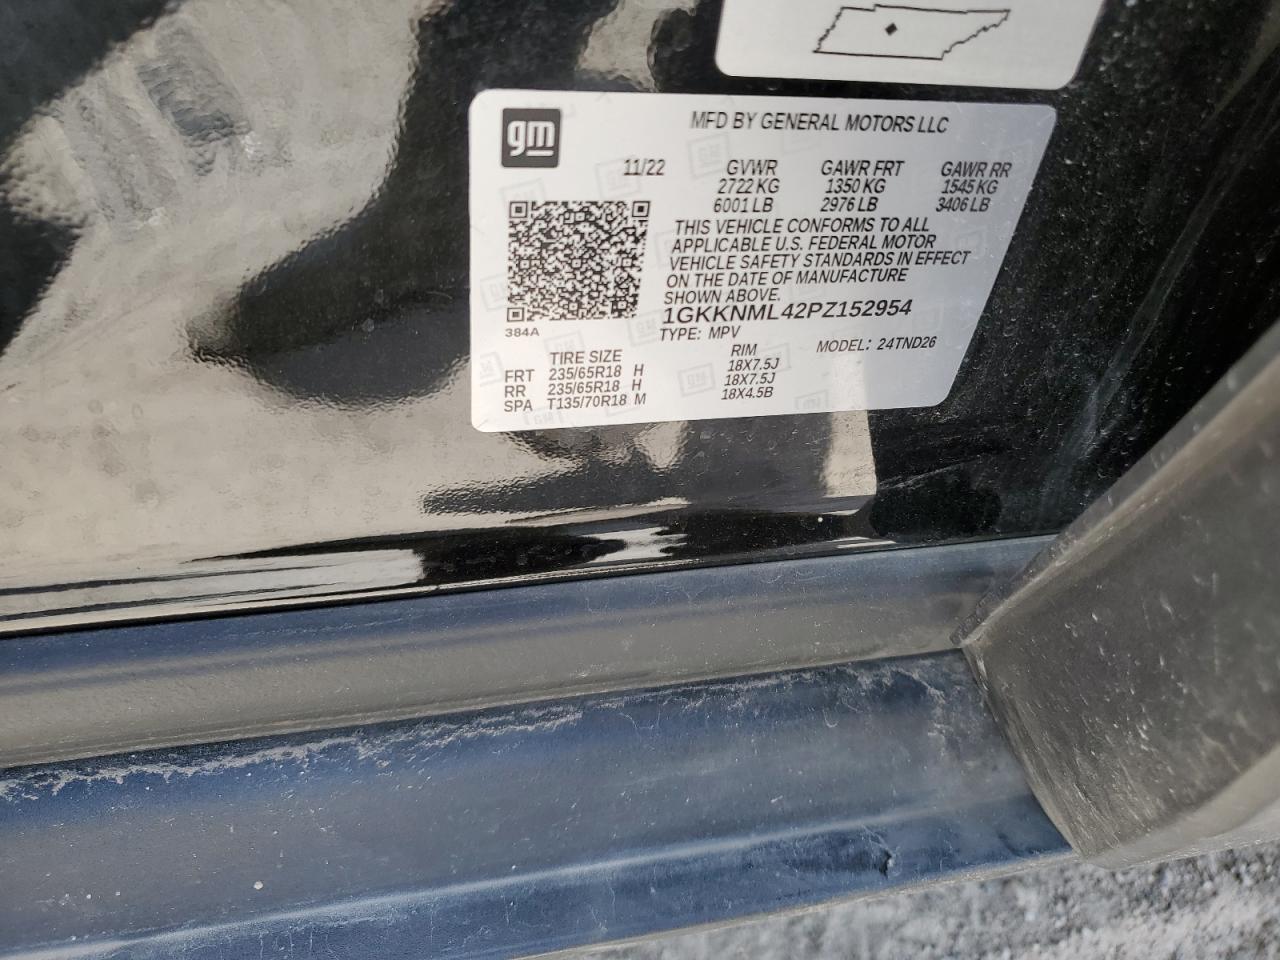 gm
MFD BY GENERAL MOTORS LLC
11/22 GVWR GAWR FRT GAWR RR
2722 KG 1350 KG 1545 KG
6001 LB 2976 LB 3406 LB
THIS VEHICLE CONFORMS TO ALL
APPLICABLE U.S. FEDERAL MOTOR
VEHICLE SAFETY STANDARDS IN EFFECT
ON THE DATE OF MANUFACTURE
SHOWN ABOVE.
1GKKNML42PZ152954
384A
TYPE: MPV MODEL: 24TND26
TIRE SIZE RIM
FRT 235/65R18 H 18X7.5J
RR 235/65R18 H 18X7.5J
SPA T135/70R18 M 18X4.5B